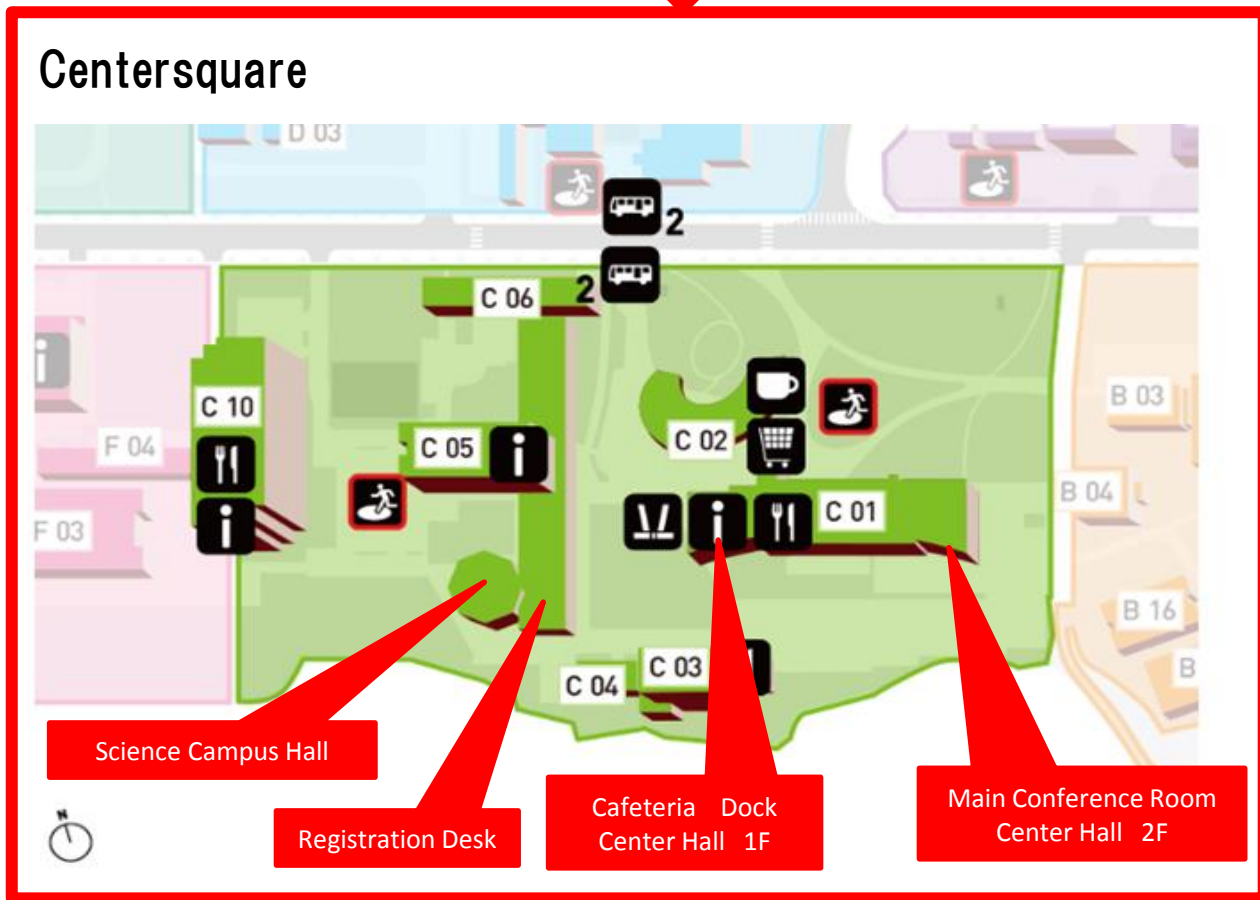 Centersquare
D 03
2
2
C 06
C 10
B 03
F 04
C 05
C 02
B 04
F 03
C 01
B 16
C 03
B
C 04
Science Campus Hall
Registration Desk
Cafeteria Dock
Center Hall 1F
Main Conference Room
Center Hall 2F
N